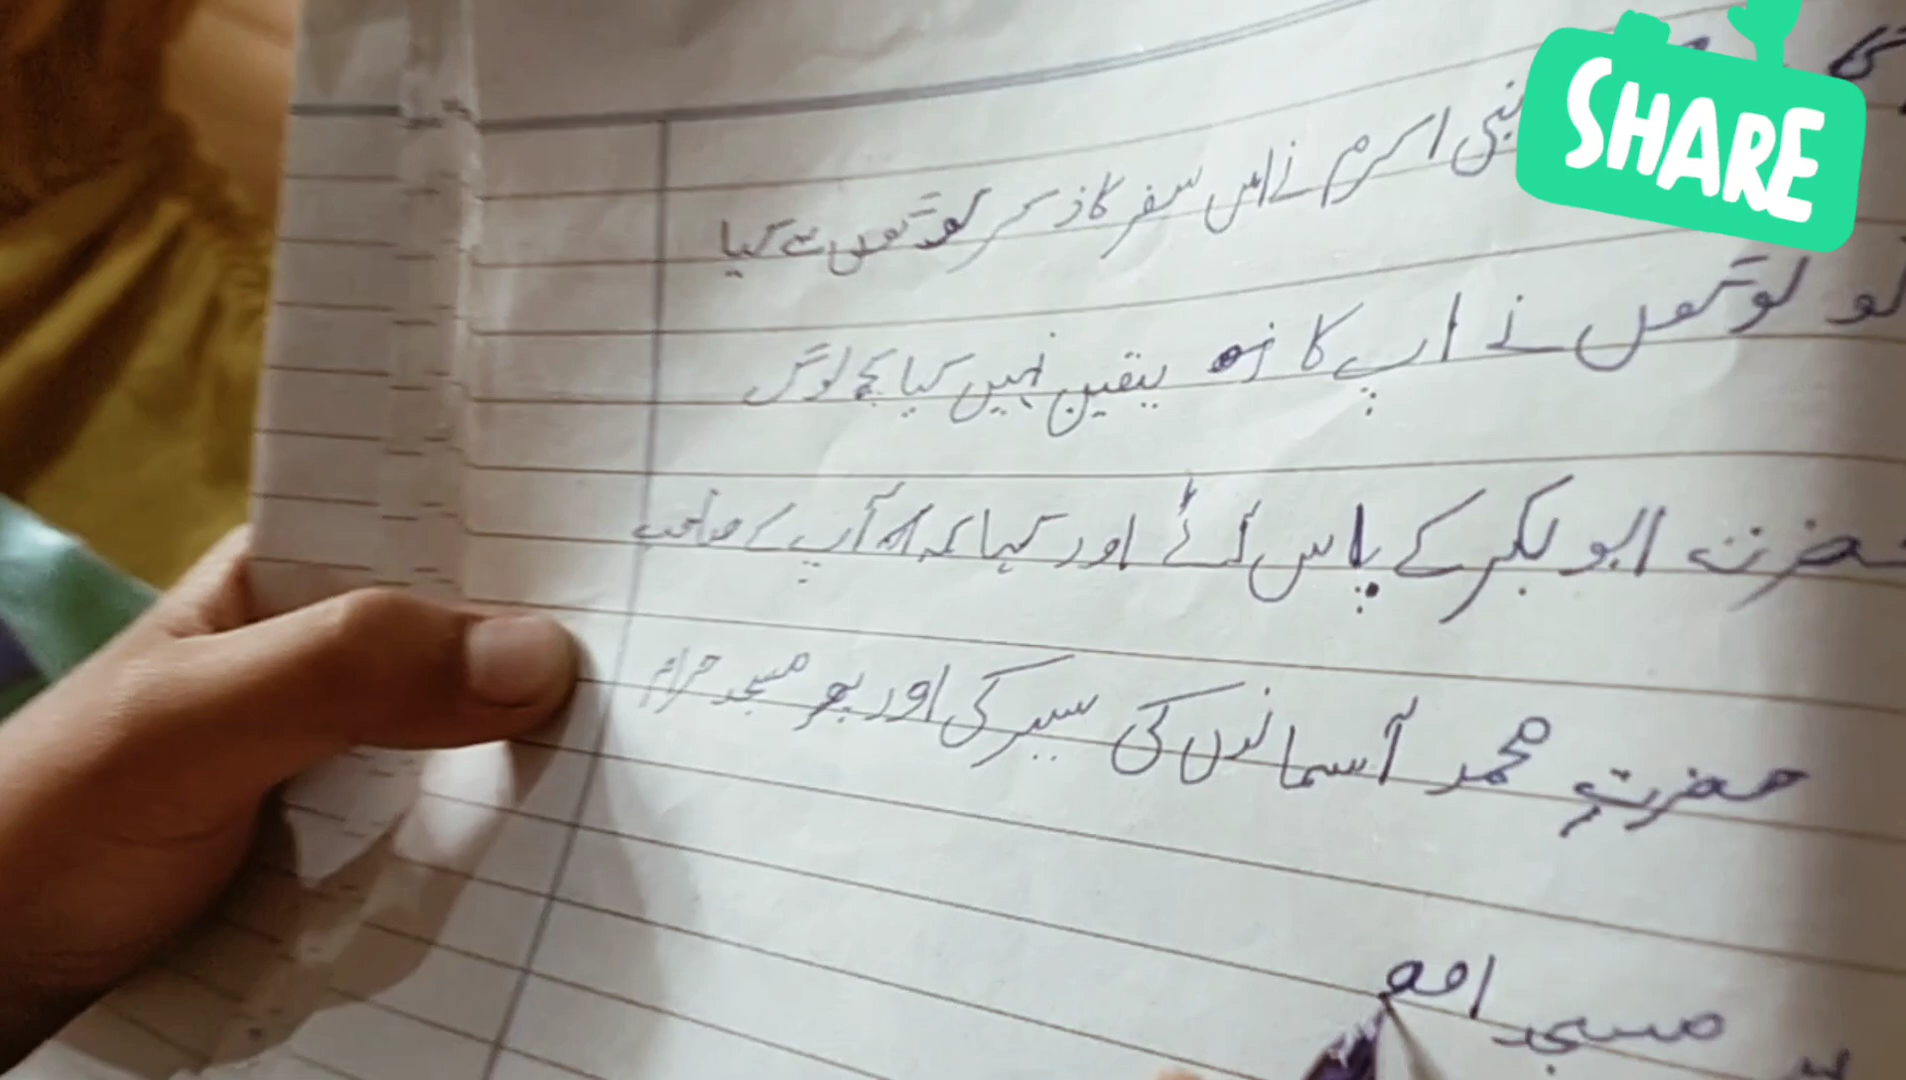 SHARE
نبی اکرم نے اس سفر کا ذکر لوگوں سے کیا
لو لوگوں نے اپ کا یقین نہیں کیا کچھ لوگ
حضرت ابو بکر کے پاس گئے اور کہا کہ آپ کے صاحب
حضرت محمد آسمانوں کی سیر کی اور پھر مسجد حرام
مسجد